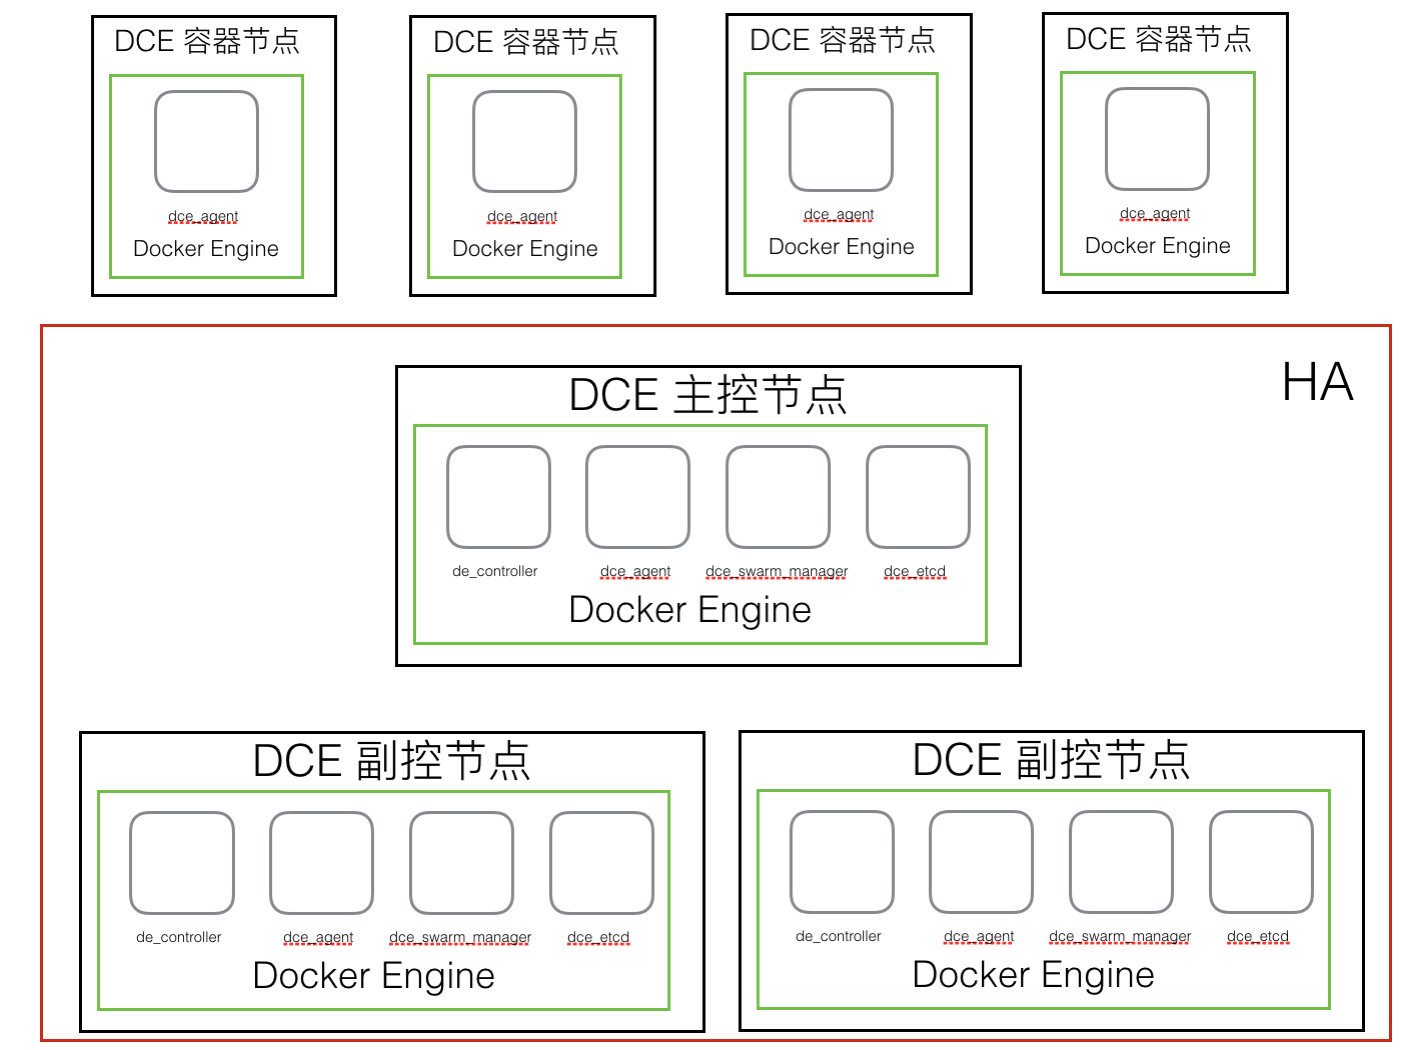 DCE 容器节点
dce_agent
Docker Engine
DCE 容器节点
dce_agent
Docker Engine
DCE 容器节点
dce_agent
Docker Engine
DCE 容器节点
dce_agent
Docker Engine
HA
DCE 主控节点
de_controller dce_agent dce_swarm_manager dce_etcd
Docker Engine
DCE 副控节点
de_controller dce_agent dce_swarm_manager dce_etcd
Docker Engine
DCE 副控节点
de_controller dce_agent dce_swarm_manager dce_etcd
Docker Engine